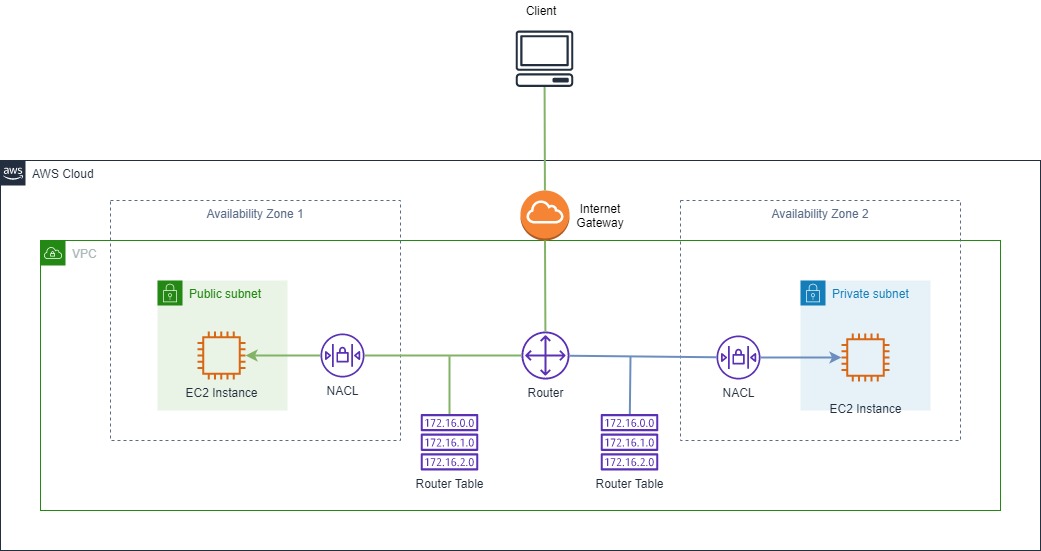 Client
aws
AWS Cloud
Availability Zone 1
Internet
Gateway
Availability Zone 2
VPC
Public subnet
Private subnet
EC2 Instance
NACL
Router
NACL
EC2 Instance
172.16.0.0
172.16.1.0
172.16.2.0
Router Table
172.16.0.0
172.16.1.0
172.16.2.0
Router Table